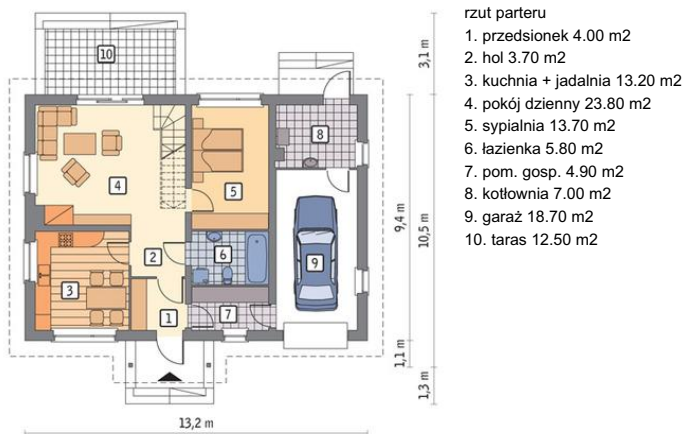 rzut parteru
1. przedsionek 4.00 m2
2. hol 3.70 m2
3. kuchnia + jadalnia 13.20 m2
4. pokój dzienny 23.80 m2
5. sypialnia 13.70 m2
6. łazienka 5.80 m2
7. pom. gosp. 4.90 m2
8. kotłownia 7.00 m2
9. garaż 18.70 m2
10. taras 12.50 m2
10
3,1 m
8
4
5
9,4 m
10,5 m
2
6
9
3
1
7
1,1 m
1,3 m
13,2 m